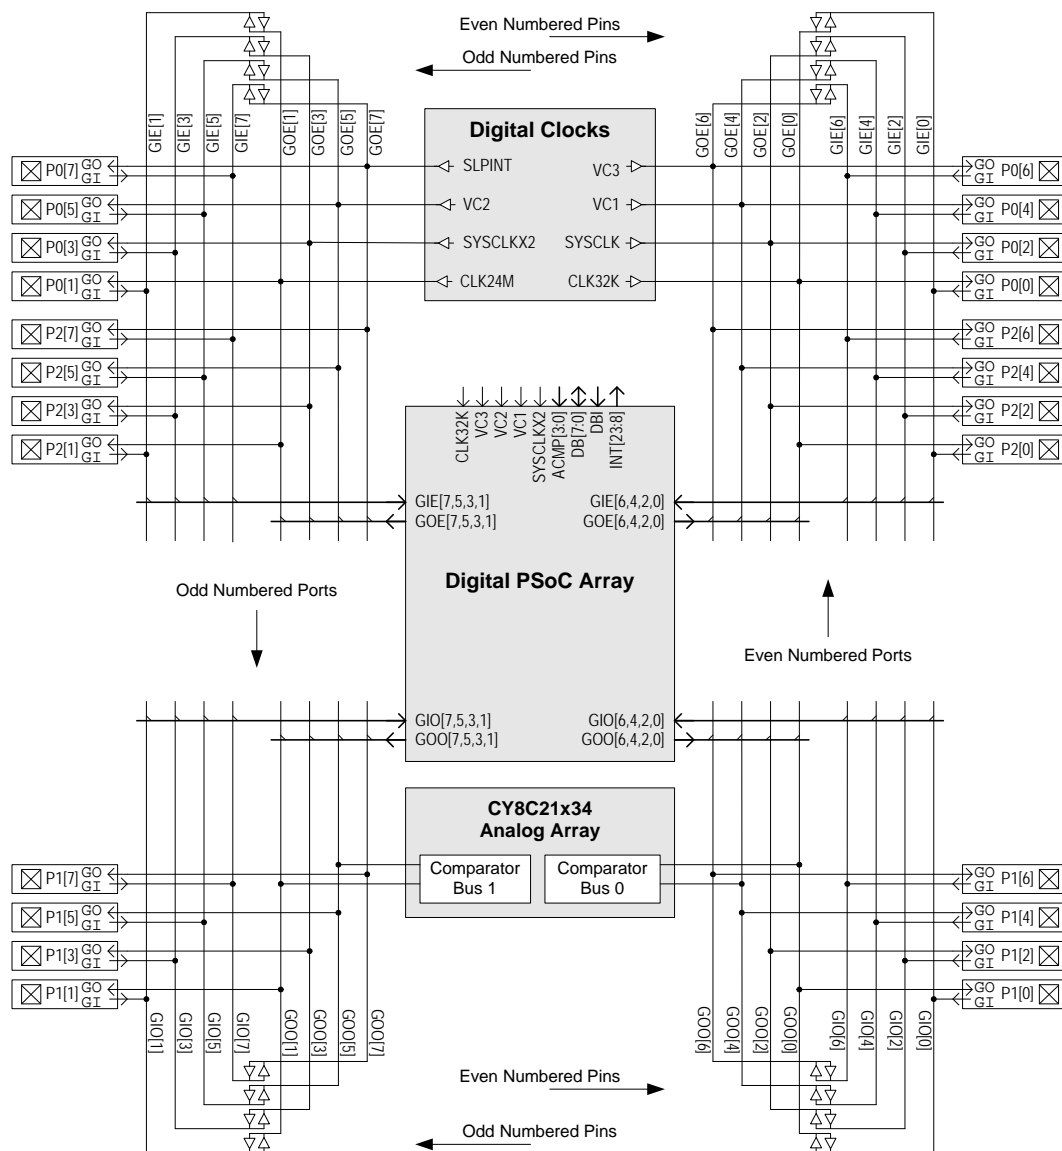 Even Numbered Pins
Odd Numbered Pins
GIE[1]
GIE[3]
GIE[5]
GIE[7]
GOE[1]
GOE[3]
GOE[5]
GOE[7]
GOE[6]
GOE[4]
GOE[2]
GOE[0]
GIE[6]
GIE[4]
GIE[2]
GIE[0]
Digital Clocks
SLPINT VC3
VC2 VC1
SYSCLKX2 SYSCLK
CLK24M CLK32K
P0[7] GO GI
P0[5] GO GI
P0[3] GO GI
P0[1] GO GI
P2[7] GO GI
P2[5] GO GI
P2[3] GO GI
P2[1] GO GI
GO GI P0[6]
GO GI P0[4]
GO GI P0[2]
GO GI P0[0]
GO GI P2[6]
GO GI P2[4]
GO GI P2[2]
GO GI P2[0]
CLK32K
VC3
VC2
VC1
SYSCLKX2
ACMP[3:0]
DB[7:0]
DBI
INT[23:8]
GIE[7,5,3,1] GIE[6,4,2,0]
GOE[7,5,3,1] GOE[6,4,2,0]
Digital PSoC Array
Odd Numbered Ports
Even Numbered Ports
GIO[7,5,3,1] GIO[6,4,2,0]
GOO[7,5,3,1] GOO[6,4,2,0]
CY8C21x34
Analog Array
Comparator
Bus 1
Comparator
Bus 0
P1[7] GO GI
P1[5] GO GI
P1[3] GO GI
P1[1] GO GI
GO GI P1[6]
GO GI P1[4]
GO GI P1[2]
GO GI P1[0]
GIO[1]
GIO[3]
GIO[5]
GIO[7]
GOO[1]
GOO[3]
GOO[5]
GOO[7]
GOO[6]
GOO[4]
GOO[2]
GOO[0]
GIO[6]
GIO[4]
GIO[2]
GIO[0]
Even Numbered Pins
Odd Numbered Pins